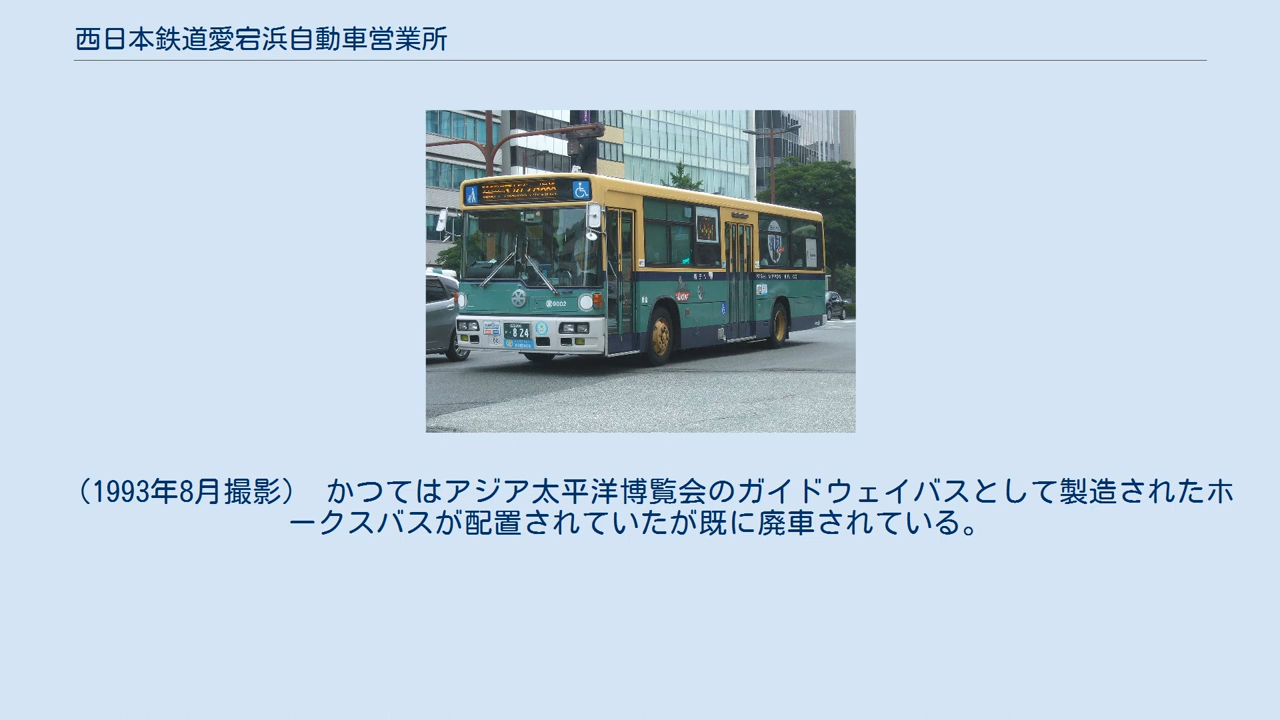 西日本鉄道愛宕浜自動車営業所
824
9002
（1993年8月撮影）　かつてはアジア太平洋博覧会のガイドウェイバスとして製造されたホ
ークスバスが配置されていたが既に廃車されている。